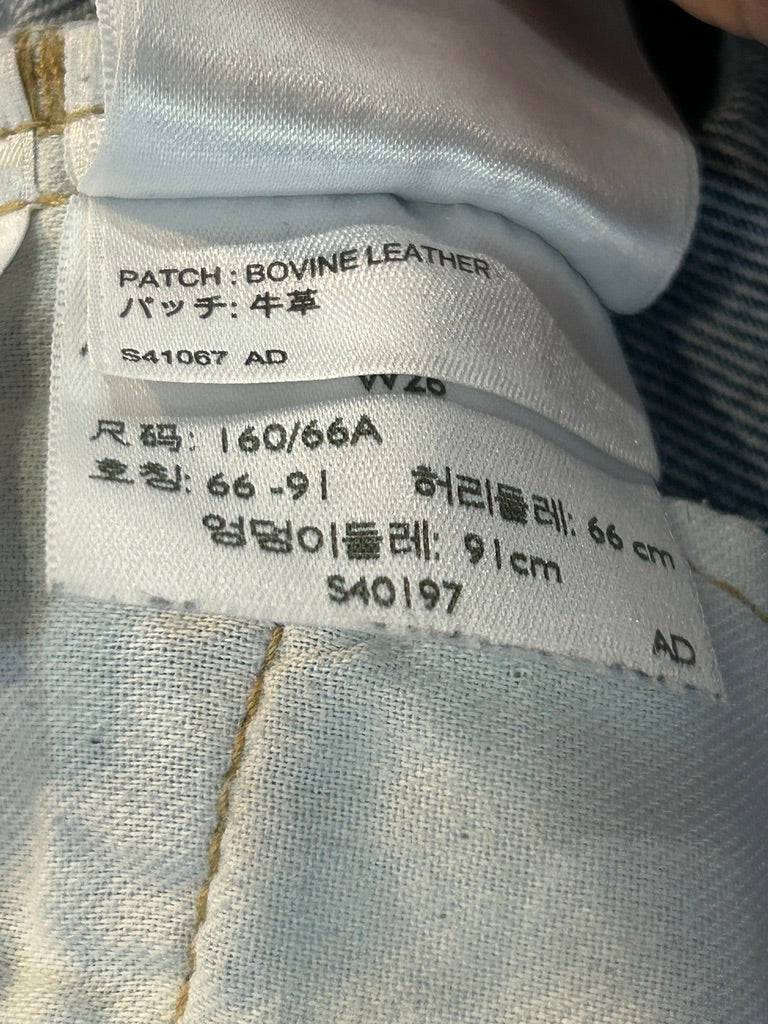 PATCH : BOVINE LEATHER
パッチ: 牛革
S41067 AD
W26
尺码: 160/66A
호칭: 66 -91 허리둘레: 66 cm
엉덩이둘레: 91cm
S40197
AD